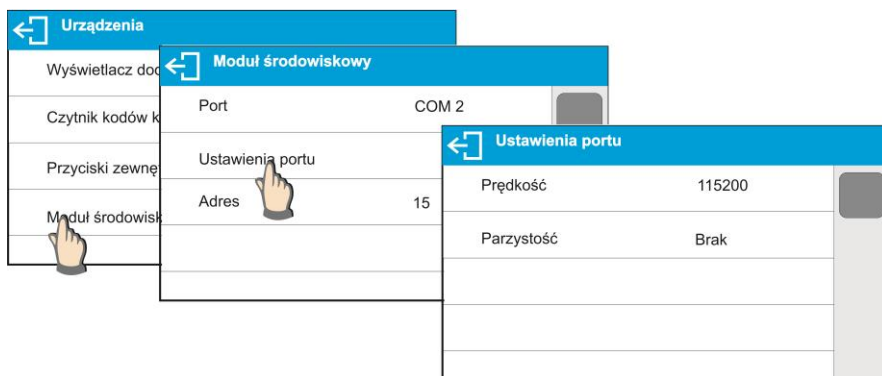 Urządzenia
Wyświetlacz doc
Czytnik kodów k
Przyciski zewnę
Moduł środowisk
Moduł środowiskowy
Port COM 2
Ustawienia portu
Adres 15
Ustawienia portu
Prędkość 115200
Parzystość Brak